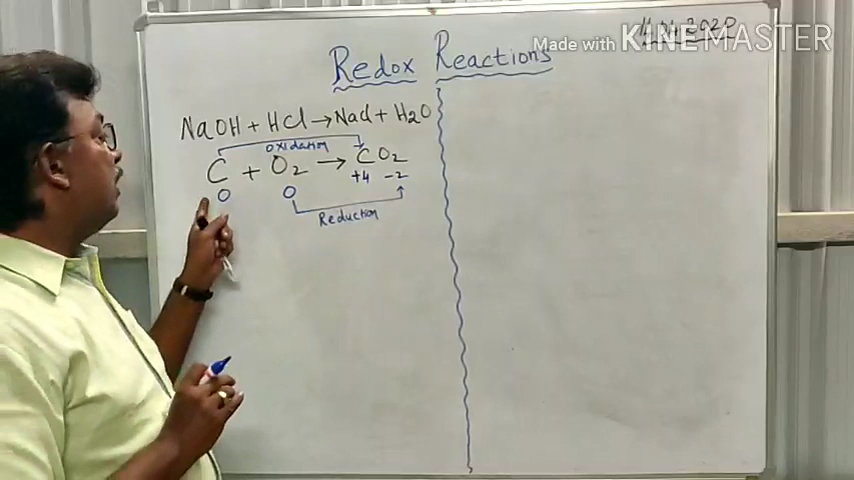 Made with KINEMASTER
Redox Reactions
NaOH + HCl → Nacl + H₂O
oxidation
C + O₂ → CO₂
0 0 +4 -2
Reduction